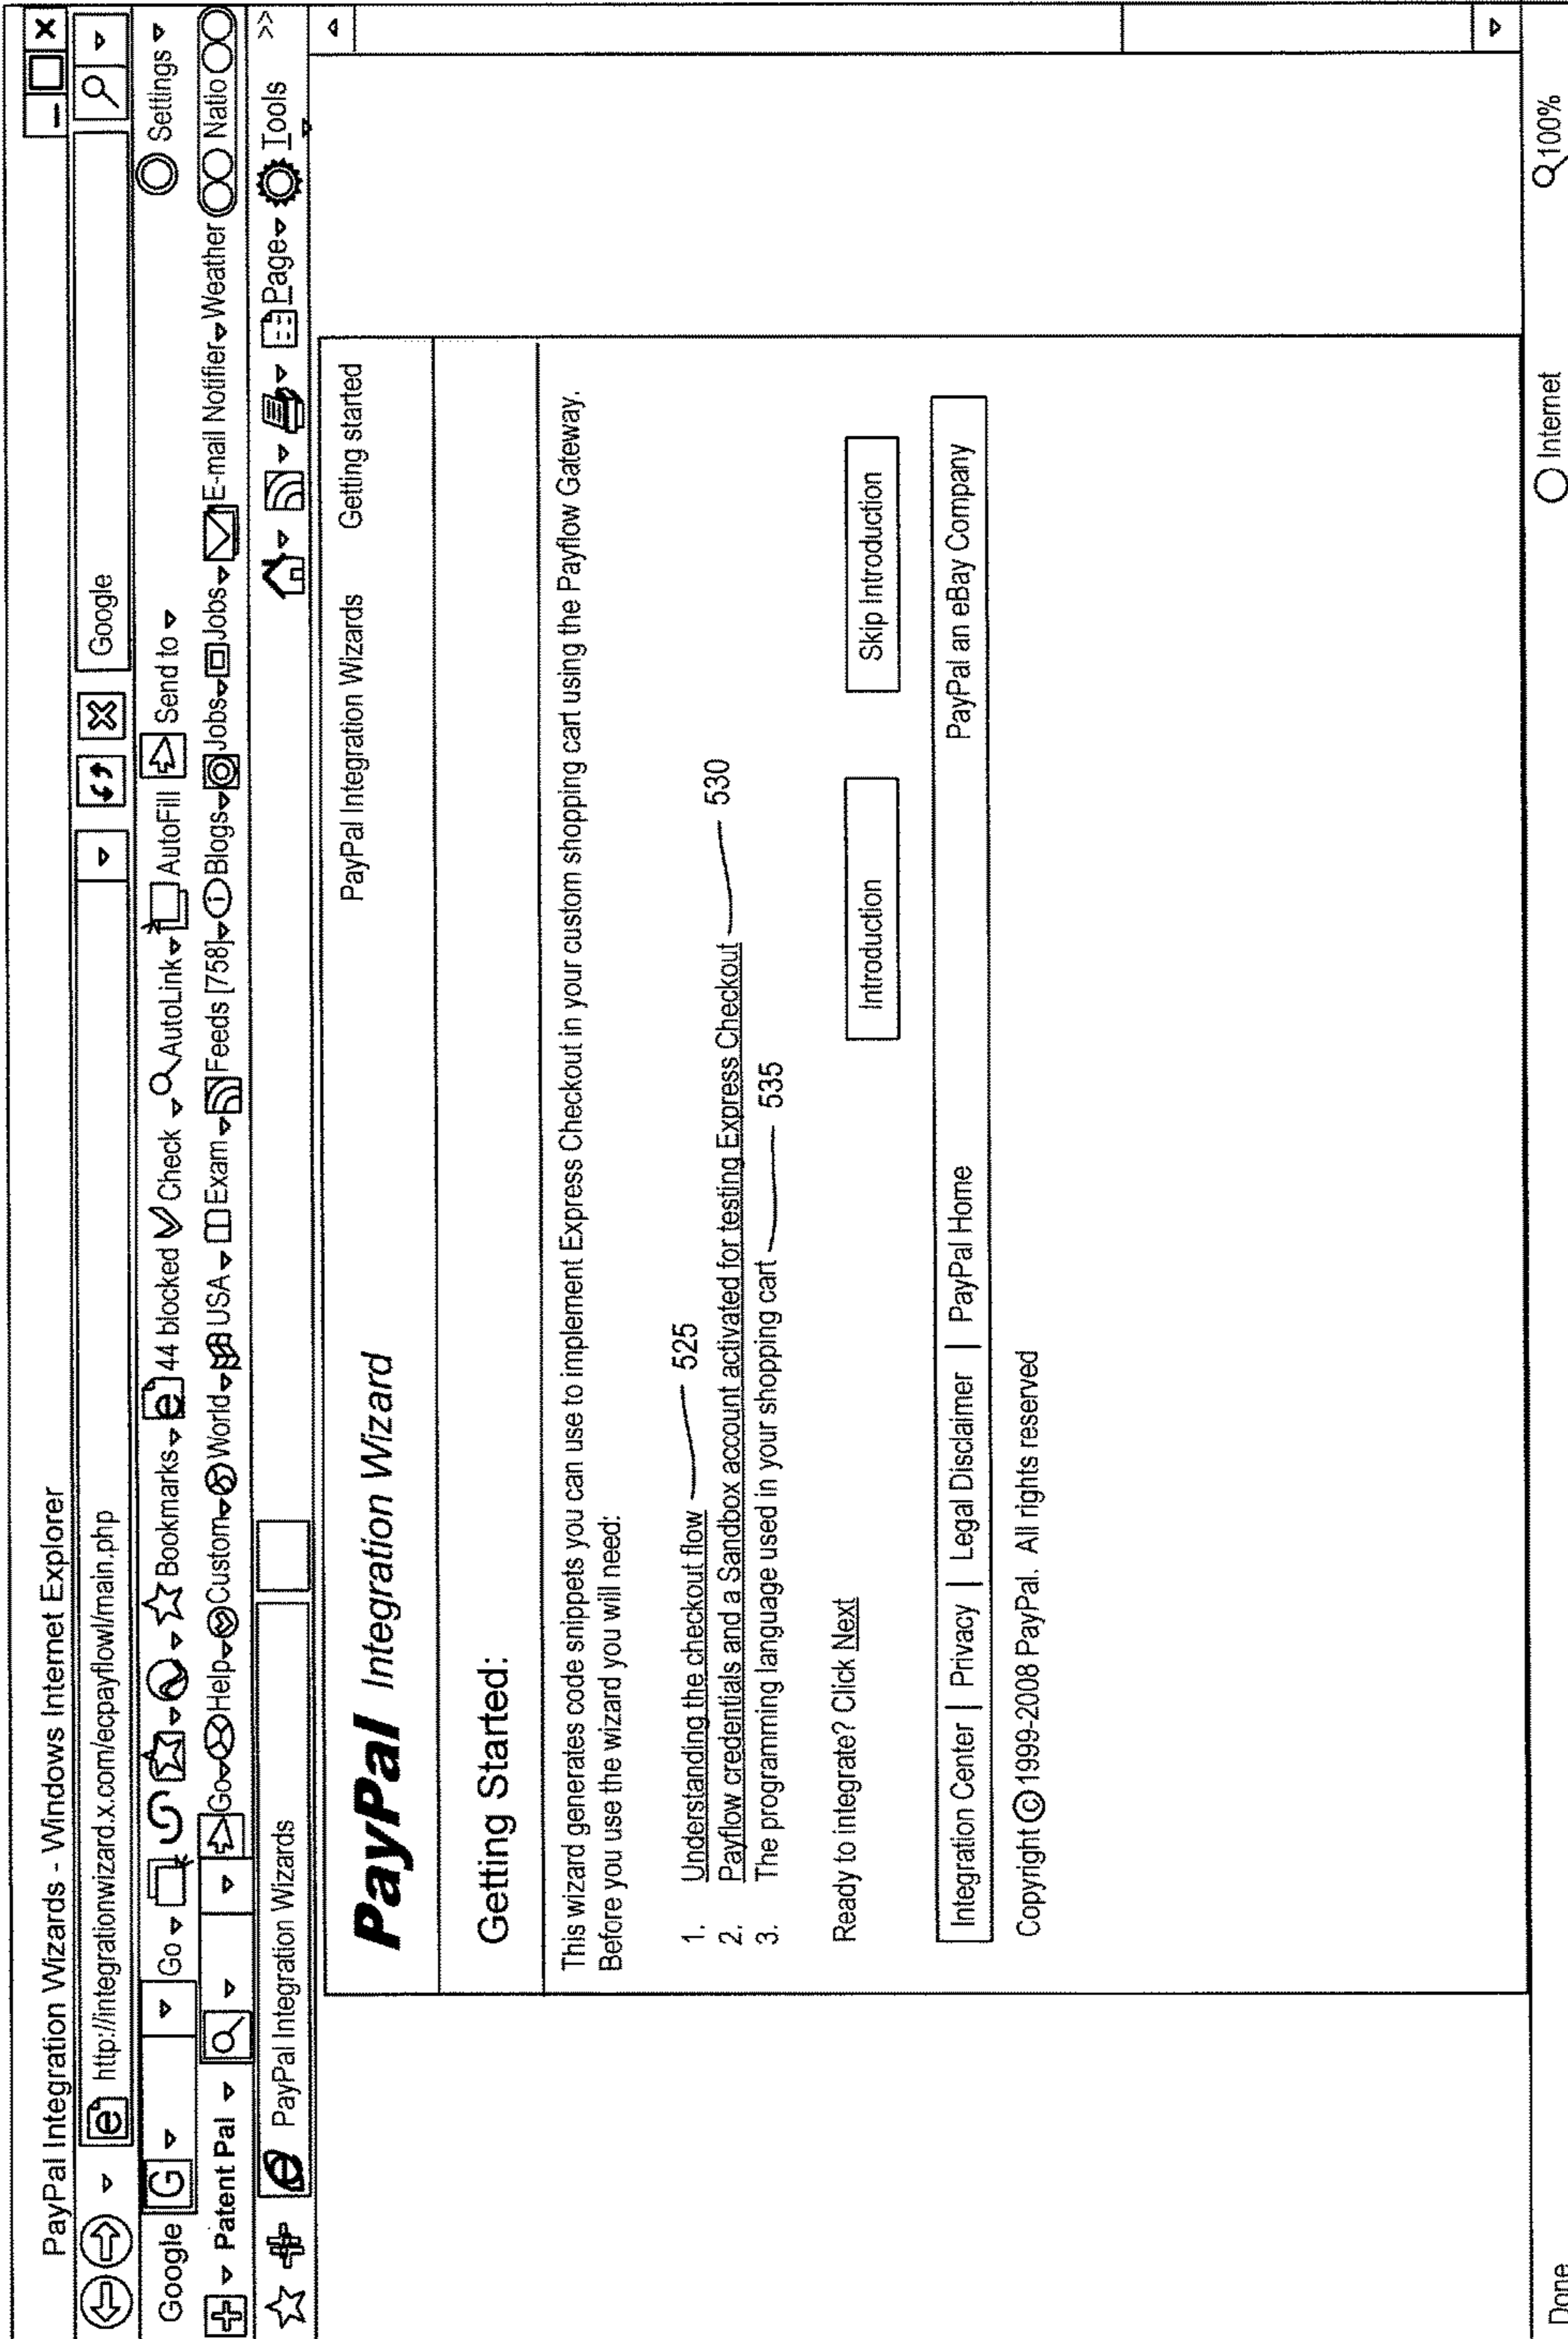 PayPal Integration Wizards - Windows Internet Explorer
http://integrationwizard.x.com/ecpayflowl/main.php
Google
Google G Go Bookmarks 44 blocked Check AutoLink AutoFill Send to Settings
Patent Pal Go Help Custom World USA Exam Feeds [758] Blogs Jobs Jobs E-mail Notifier Weather Natio
PayPal Integration Wizards Page Tools >>
PayPal Integration Wizard PayPal Integration Wizards Getting started
Getting Started:
This wizard generates code snippets you can use to implement Express Checkout in your custom shopping cart using the Payflow Gateway.
Before you use the wizard you will need:
1. Understanding the checkout flow 525
2. Payflow credentials and a Sandbox account activated for testing Express Checkout 530
3. The programming language used in your shopping cart 535
Ready to integrate? Click Next
Introduction Skip Introduction
Integration Center | Privacy | Legal Disclaimer | PayPal Home PayPal an eBay Company
Copyright © 1999-2008 PayPal. All rights reserved
Done Internet 100%